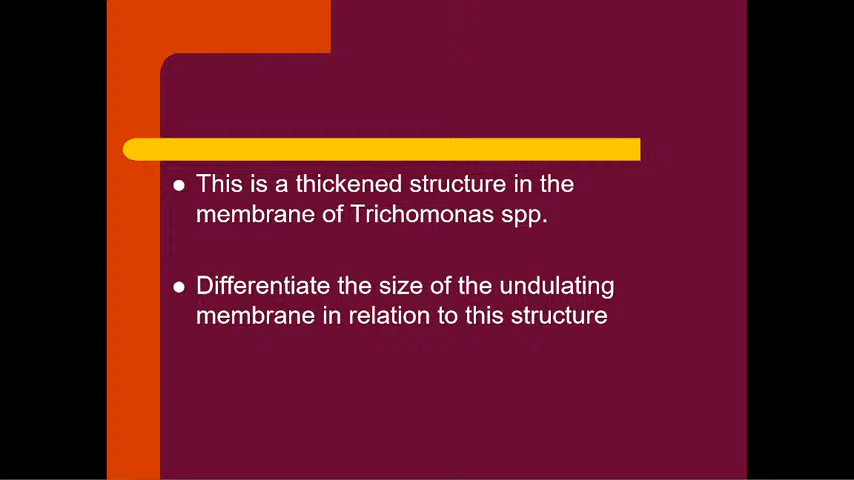 ● This is a thickened structure in the
membrane of Trichomonas spp.
● Differentiate the size of the undulating
membrane in relation to this structure